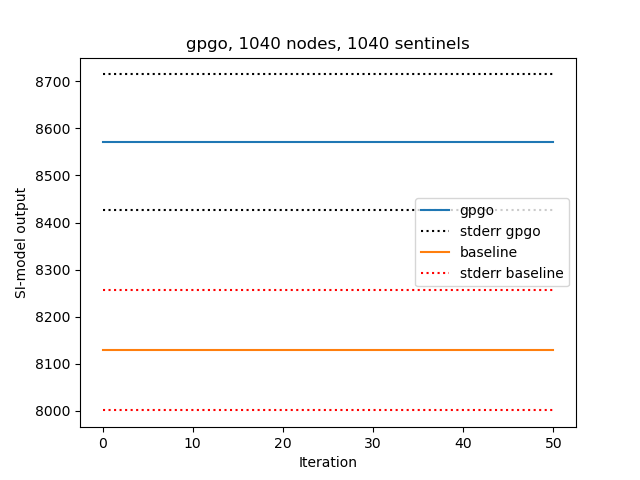 gpgo, 1040 nodes, 1040 sentinels
SI-model output
8700
8600
8500
8400
8300
8200
8100
8000
gpgo
stderr gpgo
baseline
stderr baseline
0 10 20 30 40 50
Iteration